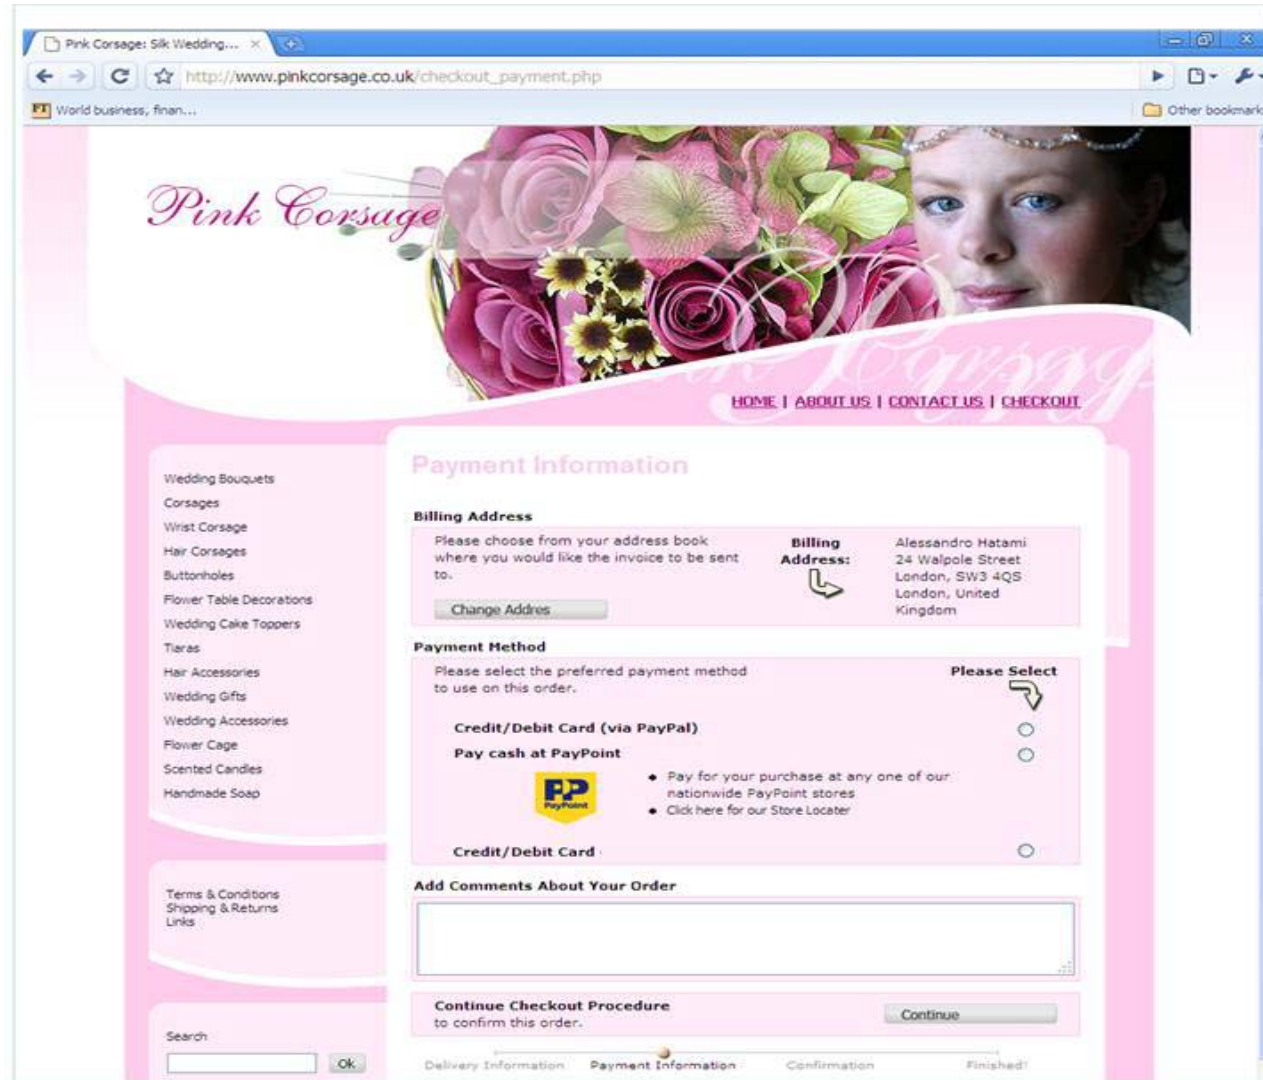 Pink Corsage: Silk Wedding...
http://www.pinkcorsage.co.uk/checkout_payment.php
FT World business, finan...
Other bookmark
Pink Corsage
HOME | ABOUT US | CONTACT US | CHECKOUT
Wedding Bouquets
Corsages
Wrist Corsage
Hair Corsages
Buttonholes
Flower Table Decorations
Wedding Cake Toppers
Tiaras
Hair Accessories
Wedding Gifts
Wedding Accessories
Flower Cage
Scented Candles
Handmade Soap
Terms & Conditions
Shipping & Returns
Links
Search
Ok
Payment Information
Billing Address
Please choose from your address book
where you would like the invoice to be sent
to.
Change Addres
Billing
Address:
Alessandro Hatami
24 Walpole Street
London, SW3 4QS
London, United
Kingdom
Payment Method
Please select the preferred payment method
to use on this order.
Please Select
Credit/Debit Card (via PayPal)
Pay cash at PayPoint
PP
PayPoint
• Pay for your purchase at any one of our
nationwide PayPoint stores
• Click here for our Store Locater
Credit/Debit Card
Add Comments About Your Order
Continue Checkout Procedure
to confirm this order.
Continue
Delivery Information Payment Information Confirmation Finished!